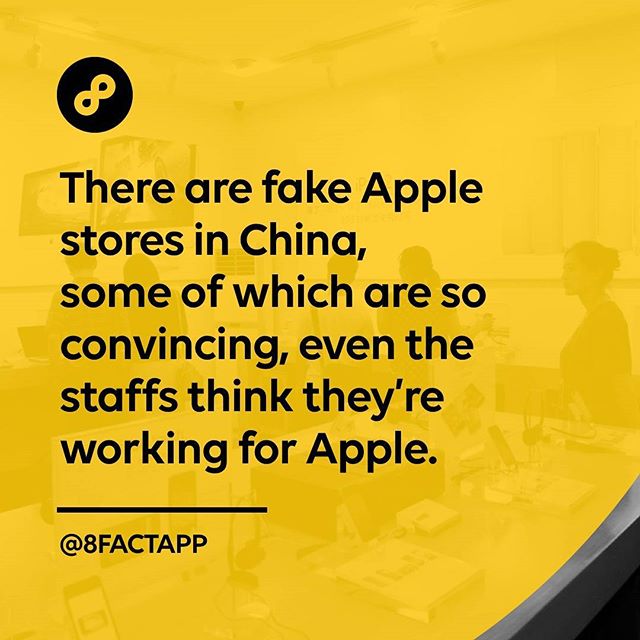 There are fake Apple
stores in China,
some of which are so
convincing, even the
staffs think they're
working for Apple.
@8FACTAPP